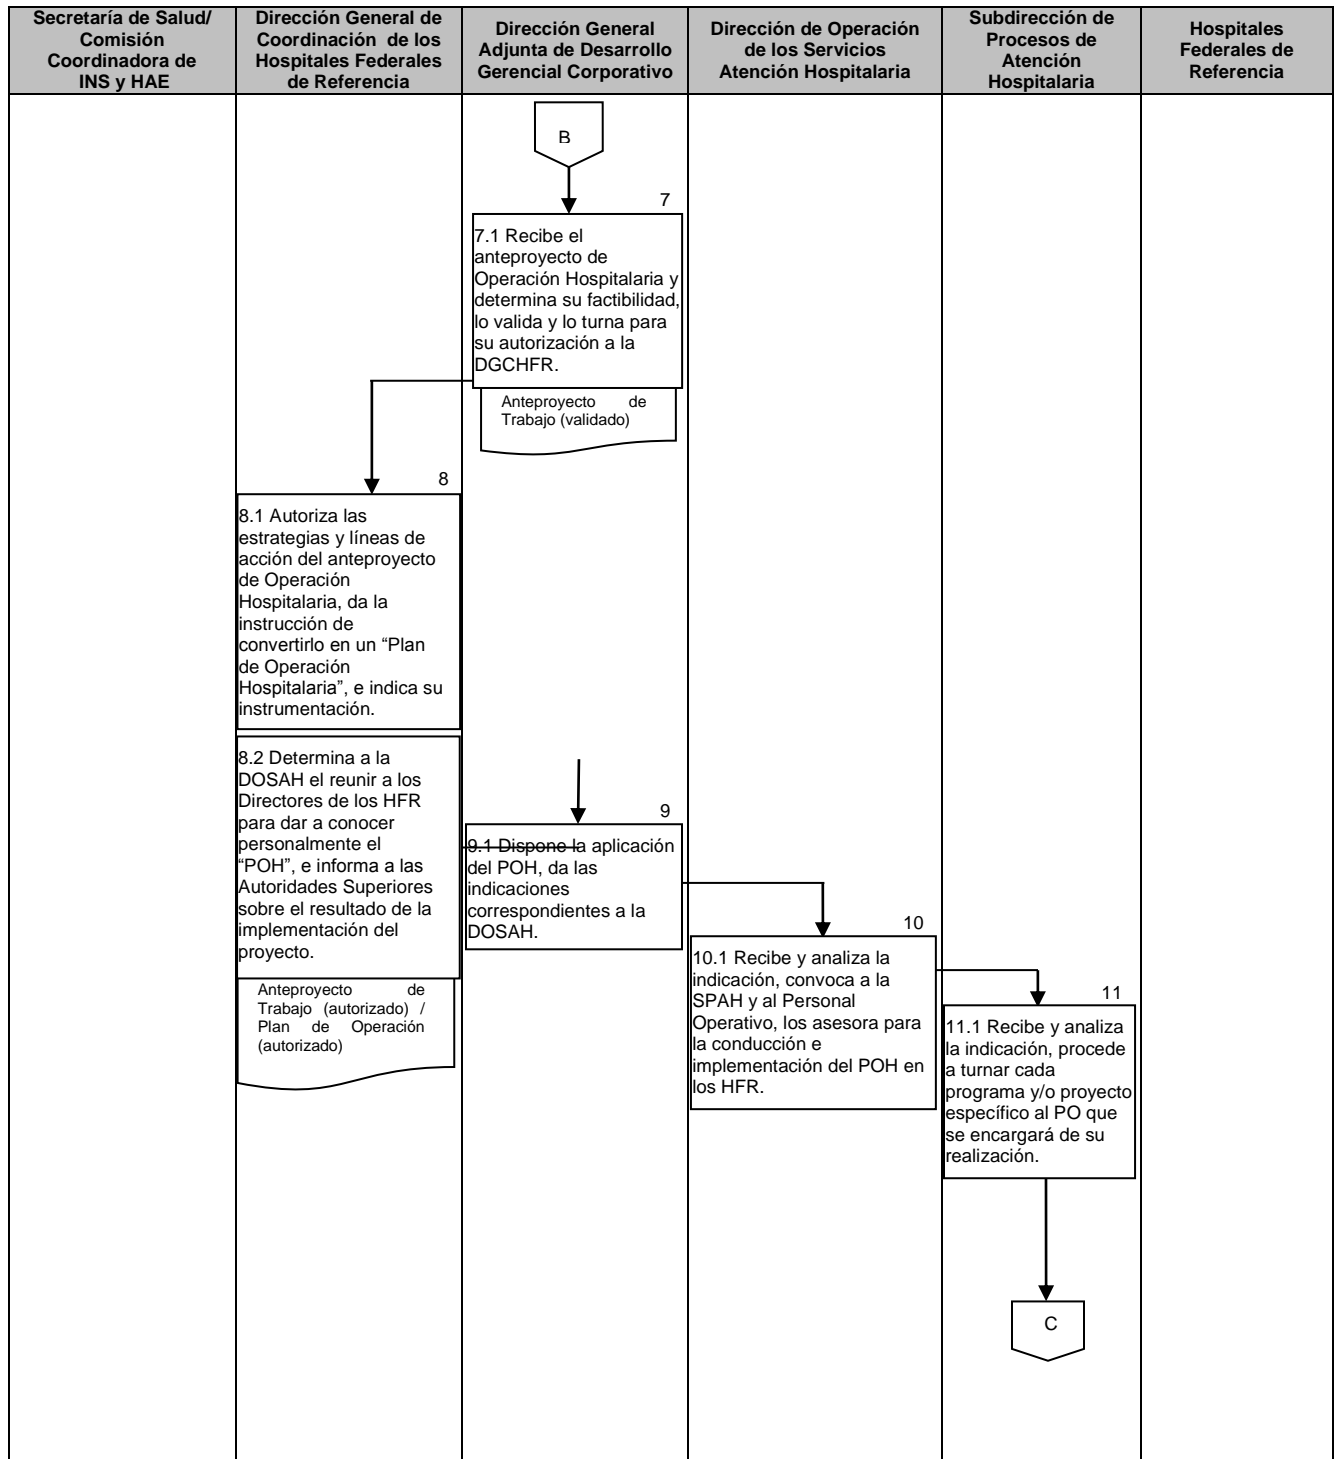 Secretaría de Salud/
Comisión
Coordinadora de
INS y HAE
Dirección General de
Coordinación de los
Hospitales Federales
de Referencia
Dirección General
Adjunta de Desarrollo
Gerencial Corporativo
Dirección de Operación
de los Servicios
Atención Hospitalaria
Subdirección de
Procesos de
Atención
Hospitalaria
Hospitales
Federales de
Referencia
B
7
7.1 Recibe el
anteproyecto de
Operación Hospitalaria y
determina su factibilidad,
lo valida y lo turna para
su autorización a la
DGCHFR.
Anteproyecto de
Trabajo (validado)
8
8.1 Autoriza las
estrategias y líneas de
acción del anteproyecto
de Operación
Hospitalaria, da la
instrucción de
convertirlo en un “Plan
de Operación
Hospitalaria”, e indica su
instrumentación.
8.2 Determina a la
DOSAH el reunir a los
Directores de los HFR
para dar a conocer
personalmente el
“POH”, e informa a las
Autoridades Superiores
sobre el resultado de la
implementación del
proyecto.
Anteproyecto de
Trabajo (autorizado) /
Plan de Operación
(autorizado)
9
9.1 Dispone la aplicación
del POH, da las
indicaciones
correspondientes a la
DOSAH.
10
10.1 Recibe y analiza la
indicación, convoca a la
SPAH y al Personal
Operativo, los asesora para
la conducción e
implementación del POH en
los HFR.
11
11.1 Recibe y analiza
la indicación, procede
a turnar cada
programa y/o proyecto
específico al PO que
se encargará de su
realización.
C